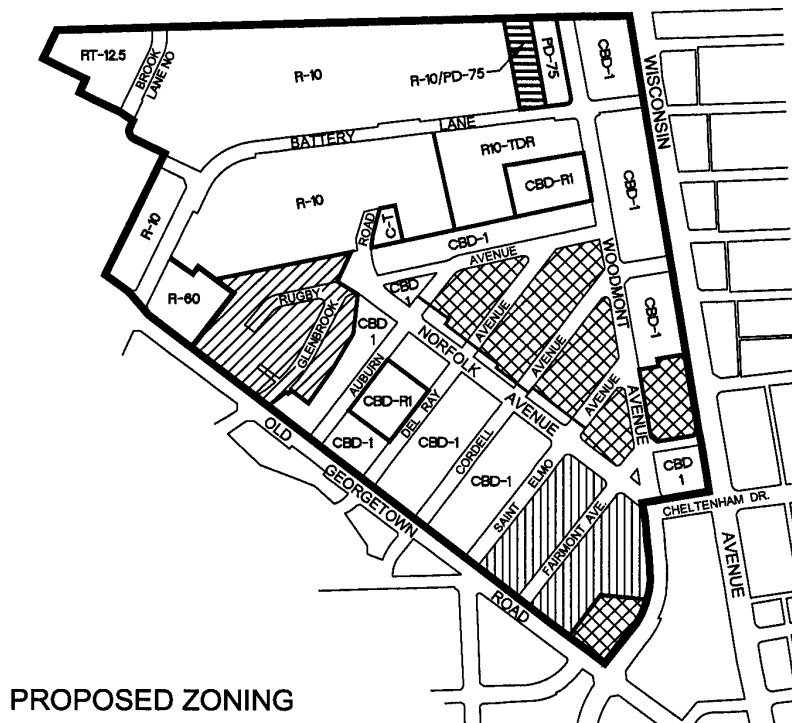 RT-12.5
BROOK
LANE NO
R-10
R-10/PD-75
PD-75
CBD-1
WISCONSIN
BATTERY LANE
R10-TDR
CBD-R1
CBD-1
R-10
R-10
ROAD
C-T
CBD-1
AVENUE
WOODMONT
R-60
RUGBY
GLENBROOK
CBD
1
CBD
1
AVENUE
AVENUE
AVENUE
CBD-1
NORFOLK
AVENUE
AUBURN
CBD-R1
DEL RAY
CBD-1
CBD-1
CORDELL
CBD-1
SAINT ELMO
FAIRMONT AVE.
AVENUE
CBD
1
CHELTENHAM DR.
AVENUE
OLD
GEORGETOWN
ROAD
PROPOSED ZONING